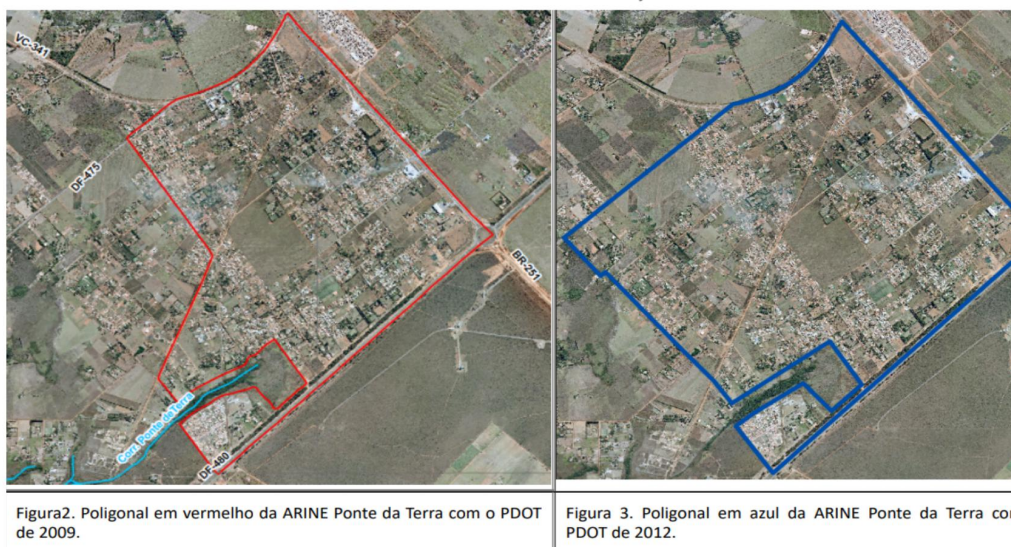 VC-341
DF-475
BR-251
Corr. Ponte de Terra
DF-480
Figura2. Poligonal em vermelho da ARINE Ponte da Terra com o PDOT
de 2009.
Figura 3. Poligonal em azul da ARINE Ponte da Terra
PDOT de 2012.